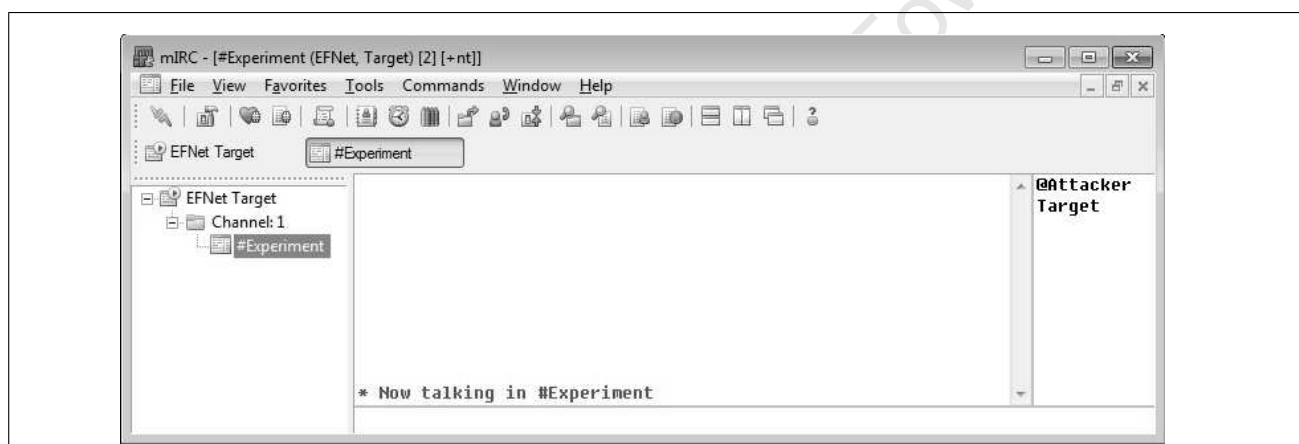 mIRC - [#Experiment (EFNet, Target) [2] [+nt]]
File View Favorites Tools Commands Window Help
EFNet Target #Experiment
EFNet Target
Channel: 1
#Experiment
@Attacker
Target
* Now talking in #Experiment